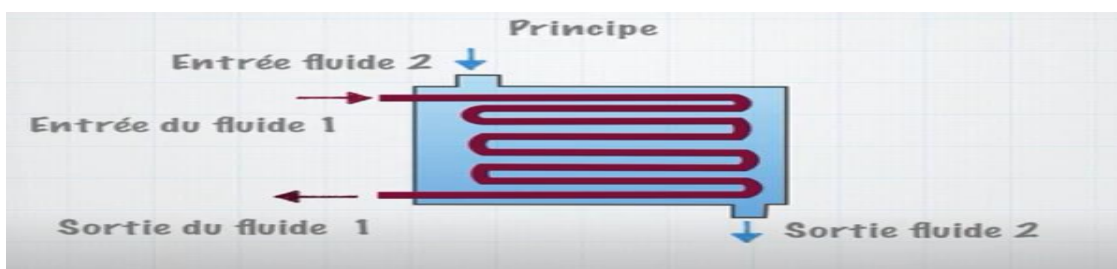 Principe
Entrée fluide 2
Entrée du fluide 1
Sortie du fluide 1
Sortie fluide 2